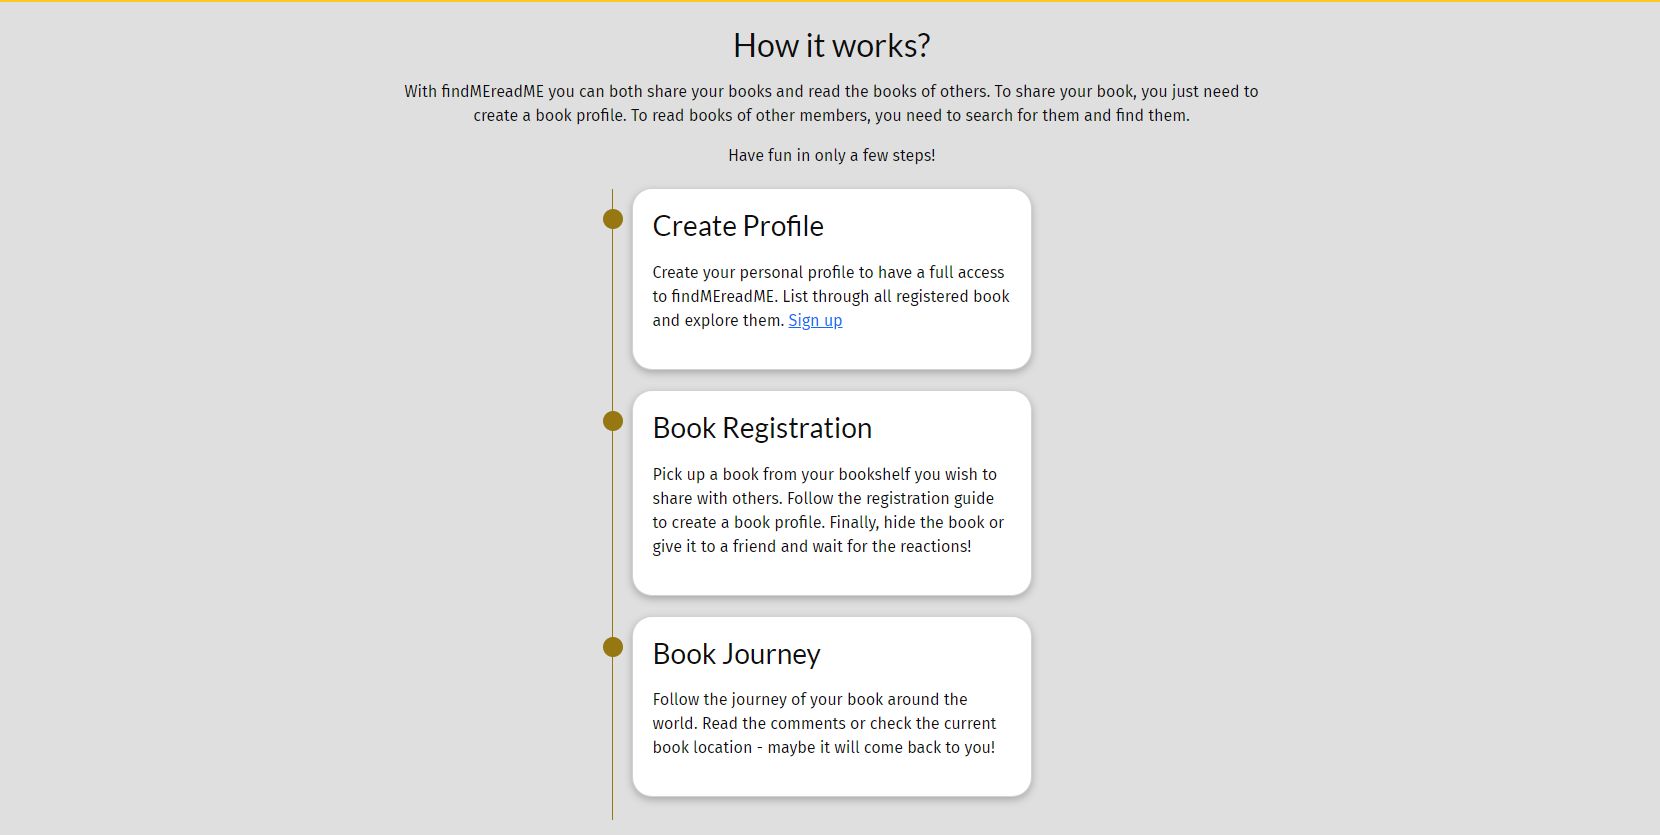 How it works?
With findMEreadME you can both share your books and read the books of others. To share your book, you just need to
create a book profile. To read books of other members, you need to search for them and find them.
Have fun in only a few steps!
Create Profile
Create your personal profile to have a full access
to findMEreadME. List through all registered book
and explore them. Sign up
Book Registration
Pick up a book from your bookshelf you wish to
share with others. Follow the registration guide
to create a book profile. Finally, hide the book or
give it to a friend and wait for the reactions!
Book Journey
Follow the journey of your book around the
world. Read the comments or check the current
book location - maybe it will come back to you!